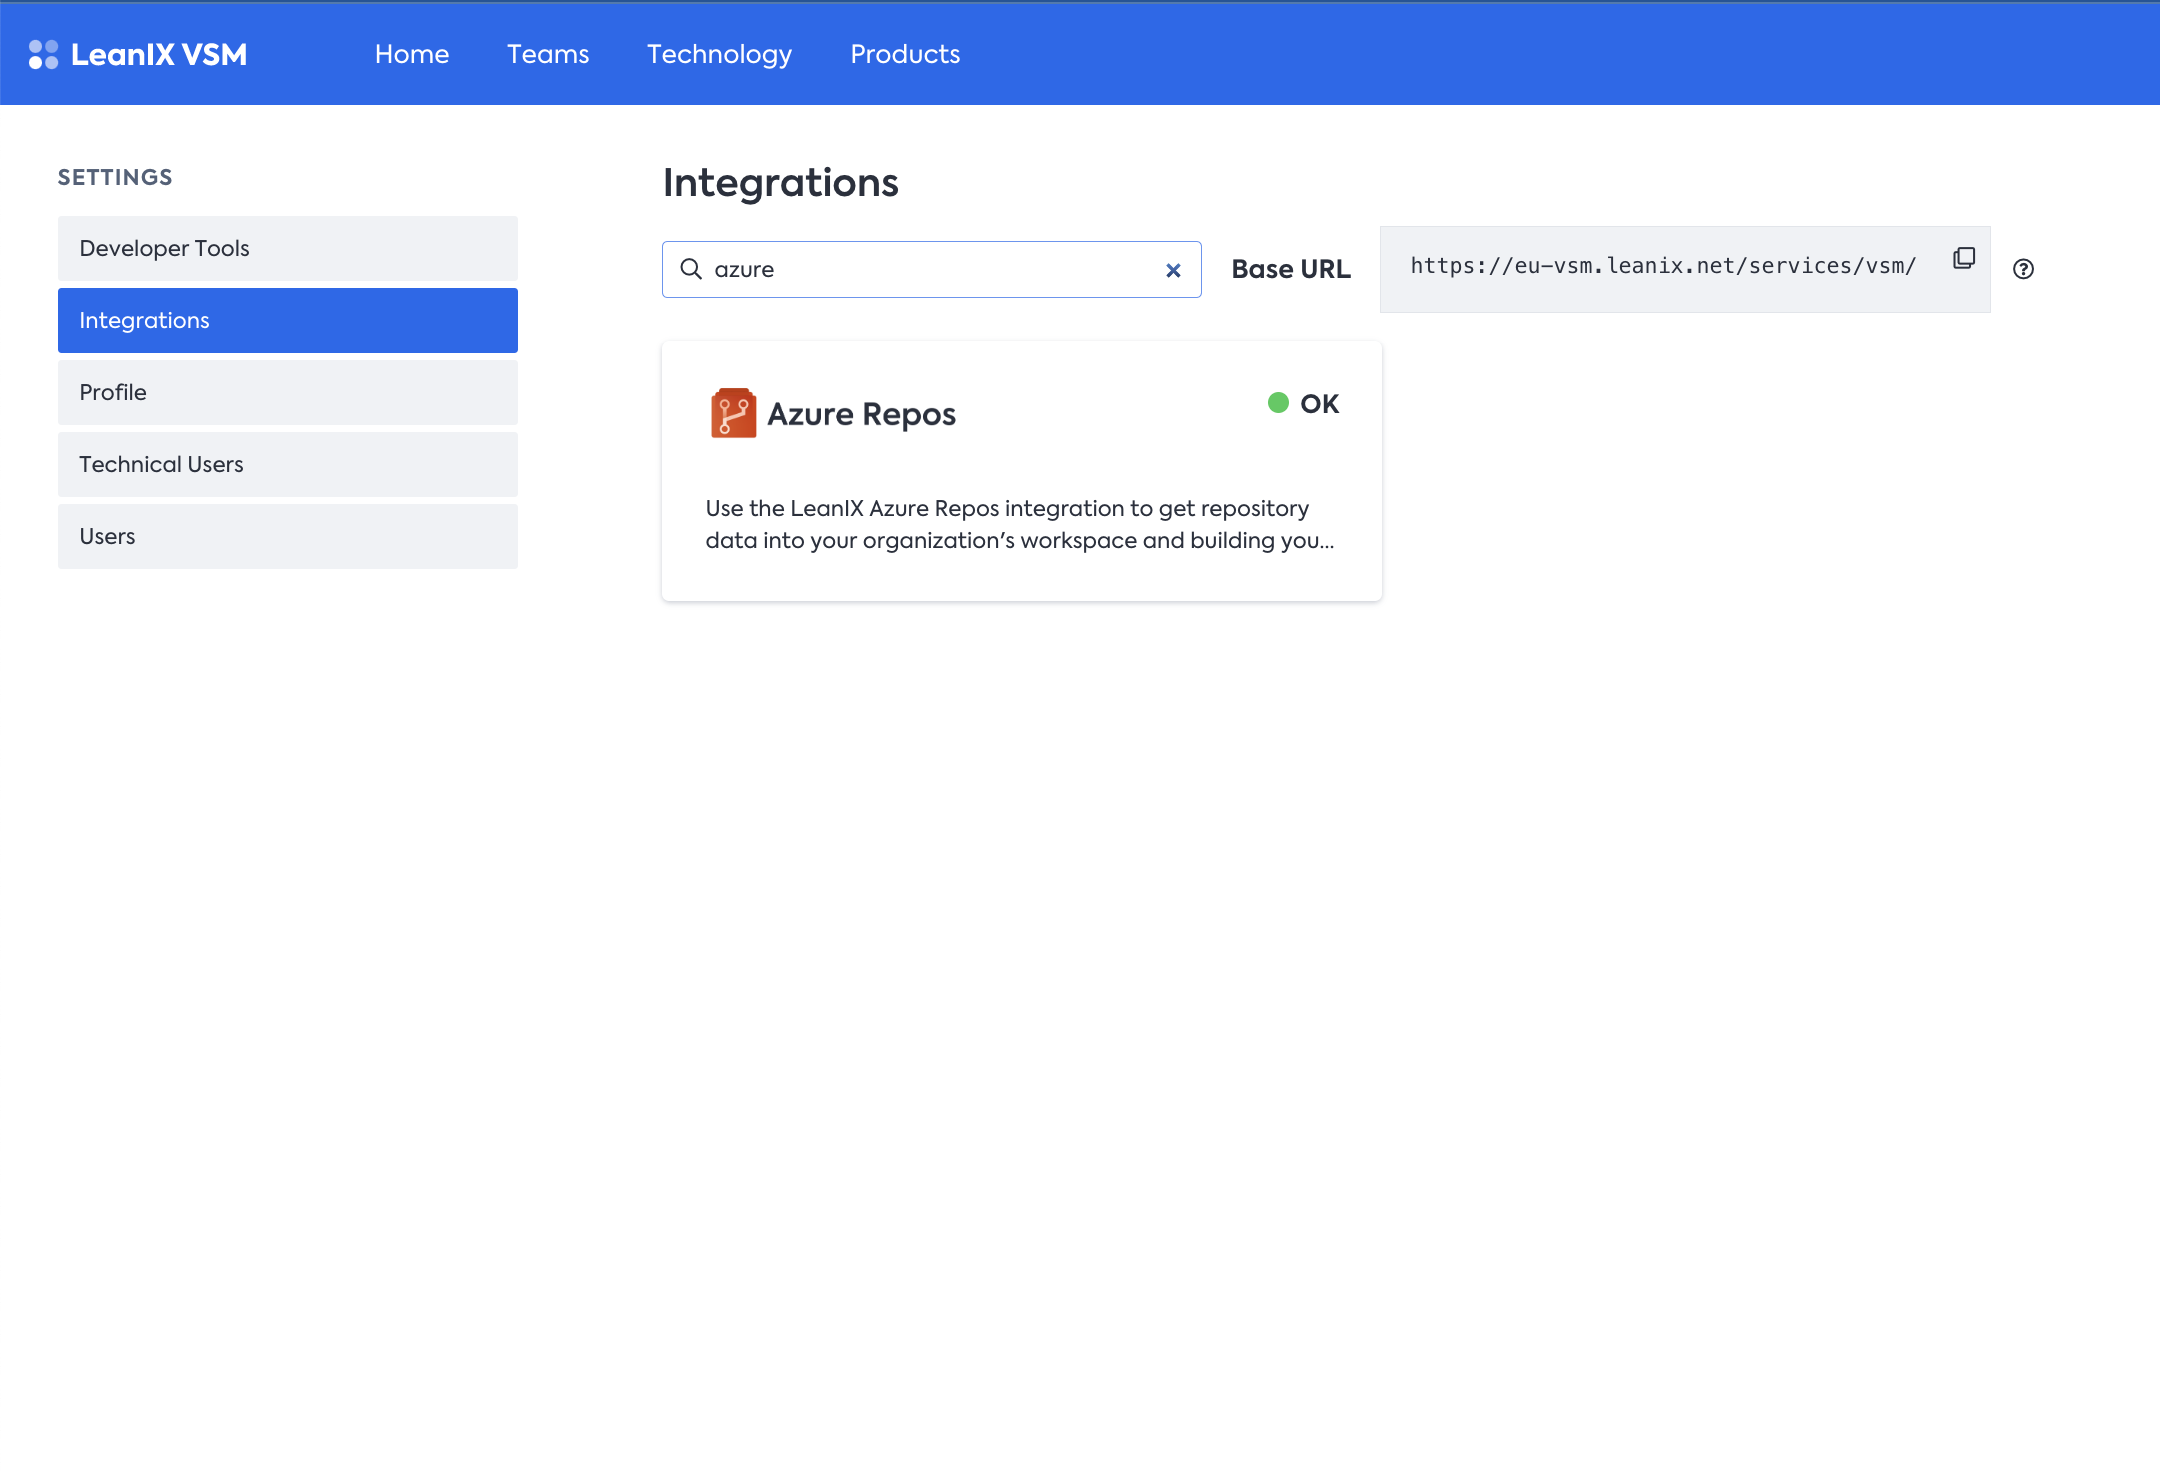 LeanIX VSM
Home
Teams
Technology
Products
SETTINGS
Developer Tools
Integrations
Profile
Technical Users
Users
Integrations
azure
Base URL
https://eu-vsm.leanix.net/services/vsm/
Azure Repos
OK
Use the LeanIX Azure Repos integration to get repository
data into your organization's workspace and building you...